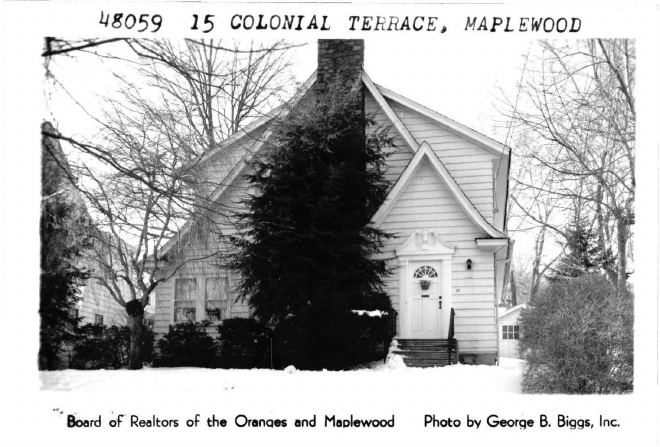 48059 15 COLONIAL TERRACE, MAPLEWOOD
Board of Realtors of the Oranges and Maplewood Photo by George B. Biggs, Inc.